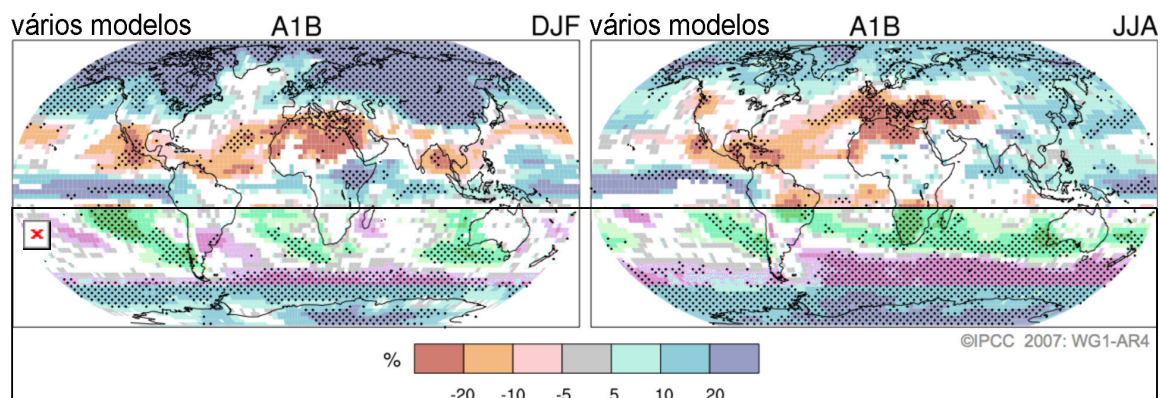 vários modelos A1B DJF
vários modelos A1B JJA
©IPCC 2007: WG1-AR4
%
-20 -10 -5 5 10 20